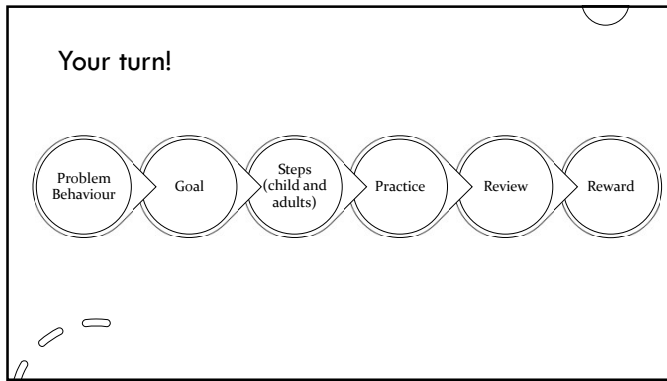 Your turn!
Problem
Behaviour
Goal
Steps
(child and
adults)
Practice
Review
Reward